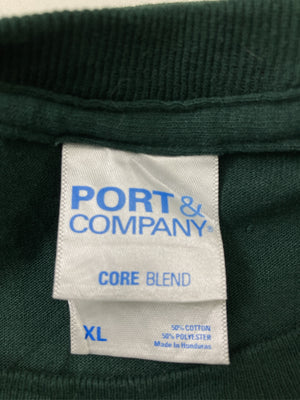 PORT &
COMPANY®
CORE BLEND
XL
50% COTTON
50% POLYESTER
Made in Honduras